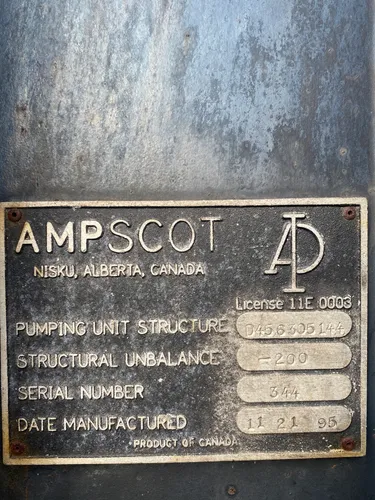 AMPSCOT
NISKU, ALBERTA, CANADA
API
License 11E 0003
PUMPING UNIT STRUCTURE D456305144
STRUCTURAL UNBALANCE -200
SERIAL NUMBER 344
DATE MANUFACTURED 11 21 95
PRODUCT OF CANADA